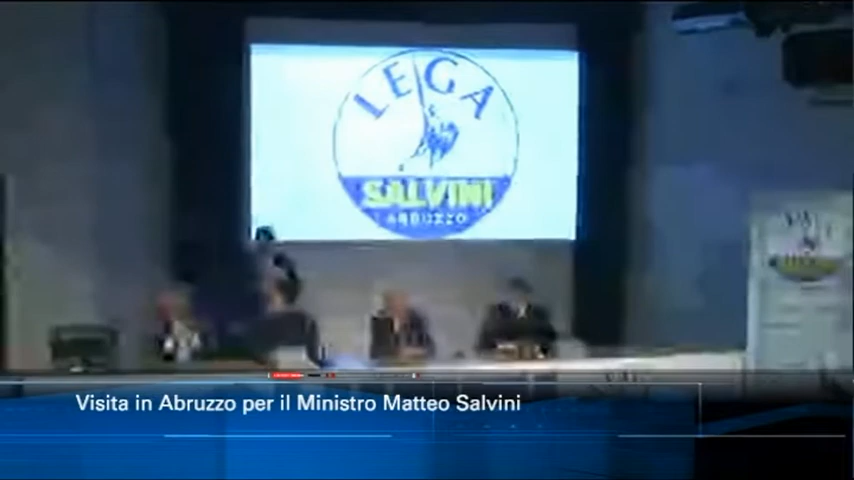 LEGA
SALVINI
ABRUZZO
Visita in Abruzzo per il Ministro Matteo Salvini